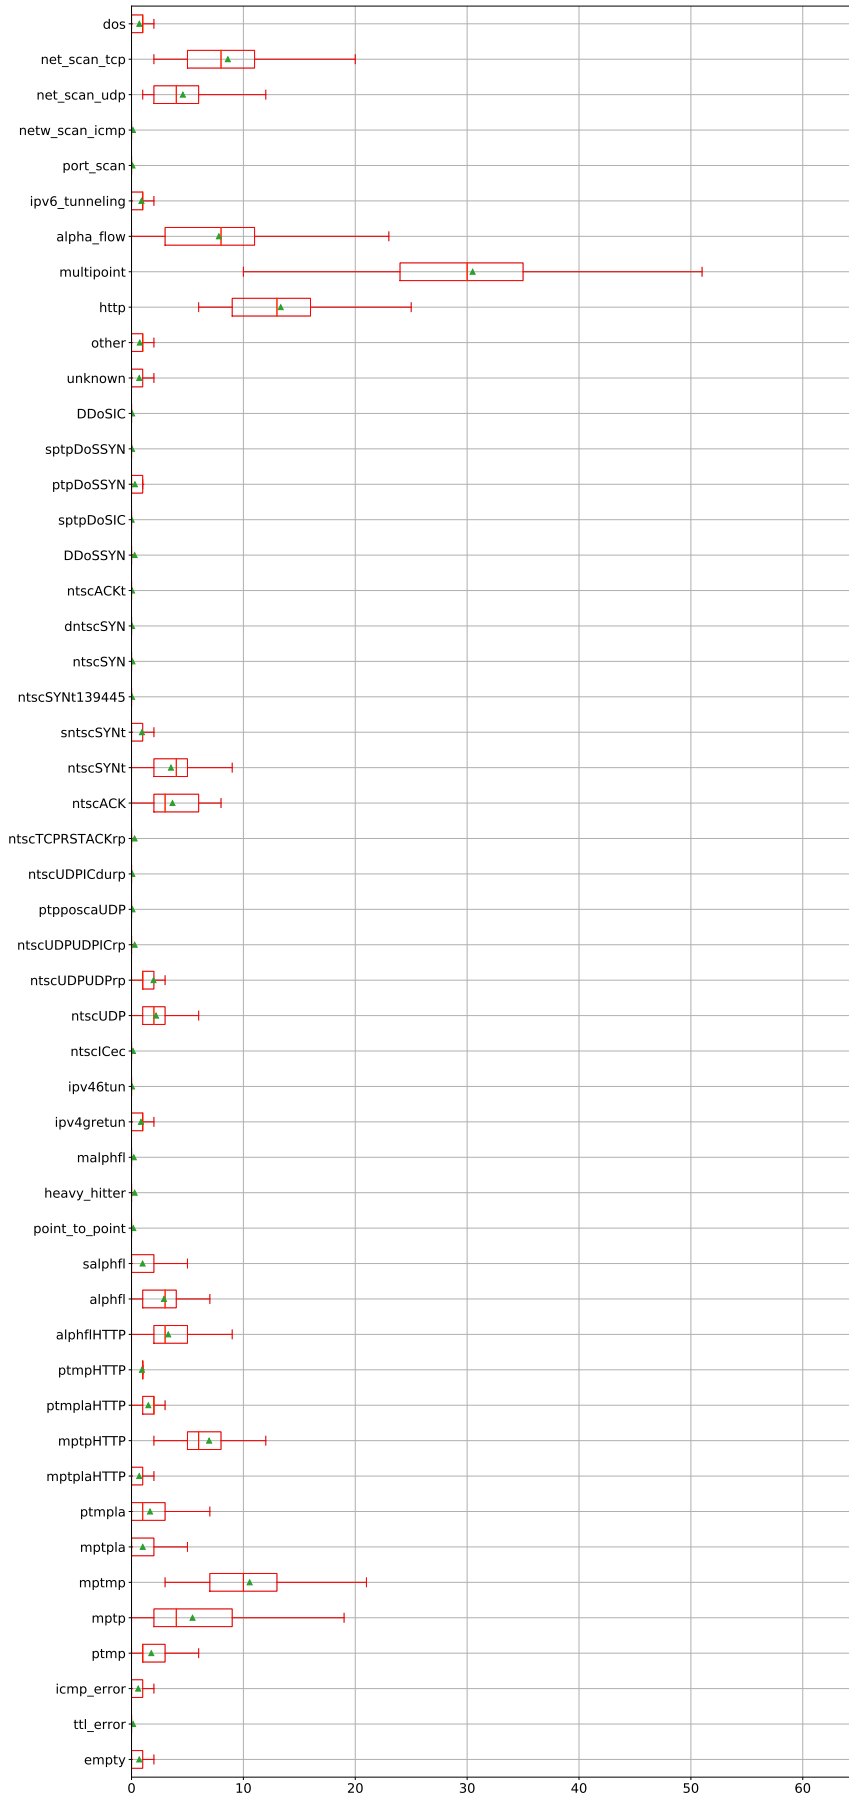 dos
net_scan_tcp
net_scan_udp
netw_scan_icmp
port_scan
ipv6_tunneling
alpha_flow
multipoint
http
other
unknown
DDoSIC
sptpDoSSYN
ptpDoSSYN
sptpDoSIC
DDoSSYN
ntscACKt
dntscSYN
ntscSYN
ntscSYNt139445
sntscSYNt
ntscSYNt
ntscACK
ntscTCPRSTACKrp
ntscUDPICdurp
ptpposcaUDP
ntscUDPUDPICrp
ntscUDPUDPrp
ntscUDP
ntscICec
ipv46tun
ipv4gretun
malphfl
heavy_hitter
point_to_point
salphfl
alphfl
alphflHTTP
ptmpHTTP
ptmplaHTTP
mptpHTTP
mptplaHTTP
ptmpla
mptpla
mptmp
mptp
ptmp
icmp_error
ttl_error
empty
0 10 20 30 40 50 60